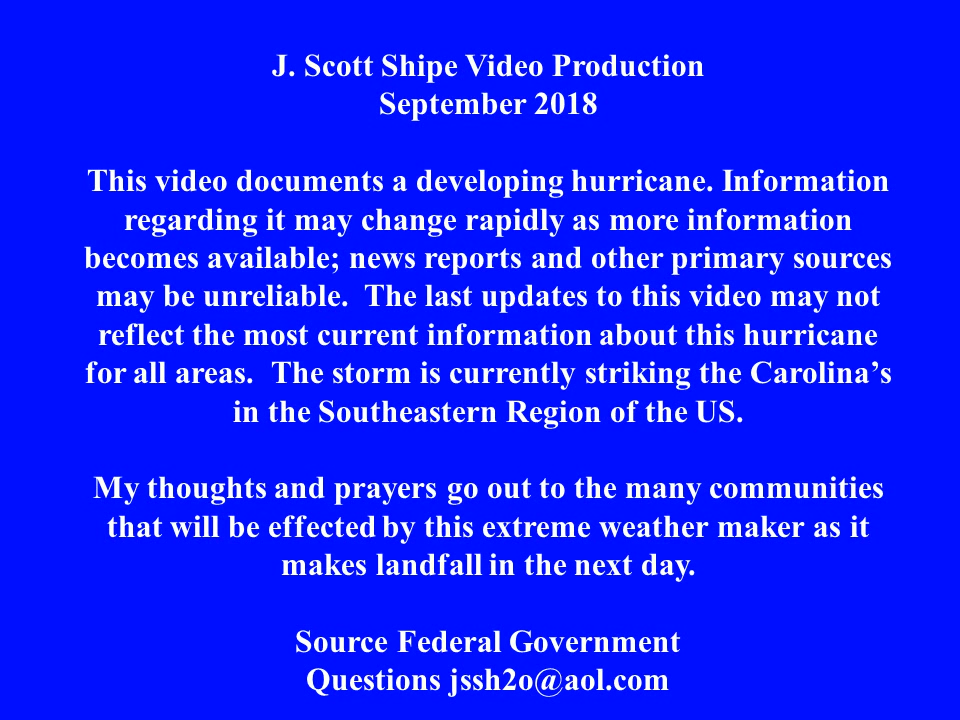 J. Scott Shipe Video Production
September 2018
This video documents a developing hurricane. Information
regarding it may change rapidly as more information
becomes available; news reports and other primary sources
may be unreliable.  The last updates to this video may not
reflect the most current information about this hurricane
for all areas.  The storm is currently striking the Carolina’s
in the Southeastern Region of the US.
My thoughts and prayers go out to the many communities
that will be effected by this extreme weather maker as it
makes landfall in the next day.
Source Federal Government
Questions jssh2o@aol.com